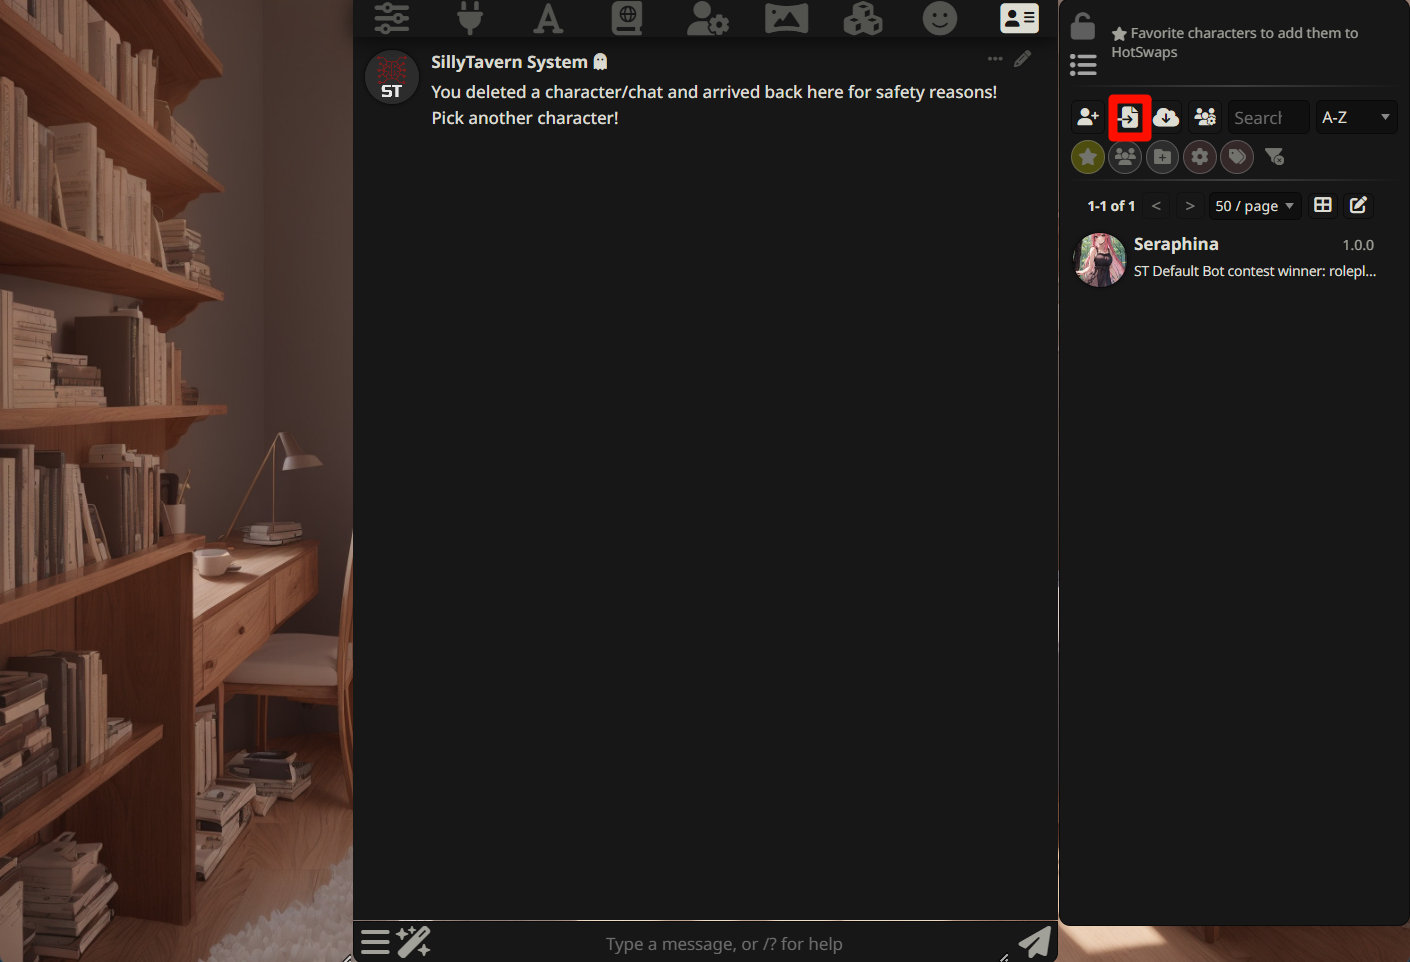 SillyTavern System
ST
You deleted a character/chat and arrived back here for safety reasons!
Pick another character!
Type a message, or /? for help
Favorite characters to add them to
HotSwaps
Search
A-Z
1-1 of 1
<
>
50 / page
Seraphina
1.0.0
ST Default Bot contest winner: rolepl...